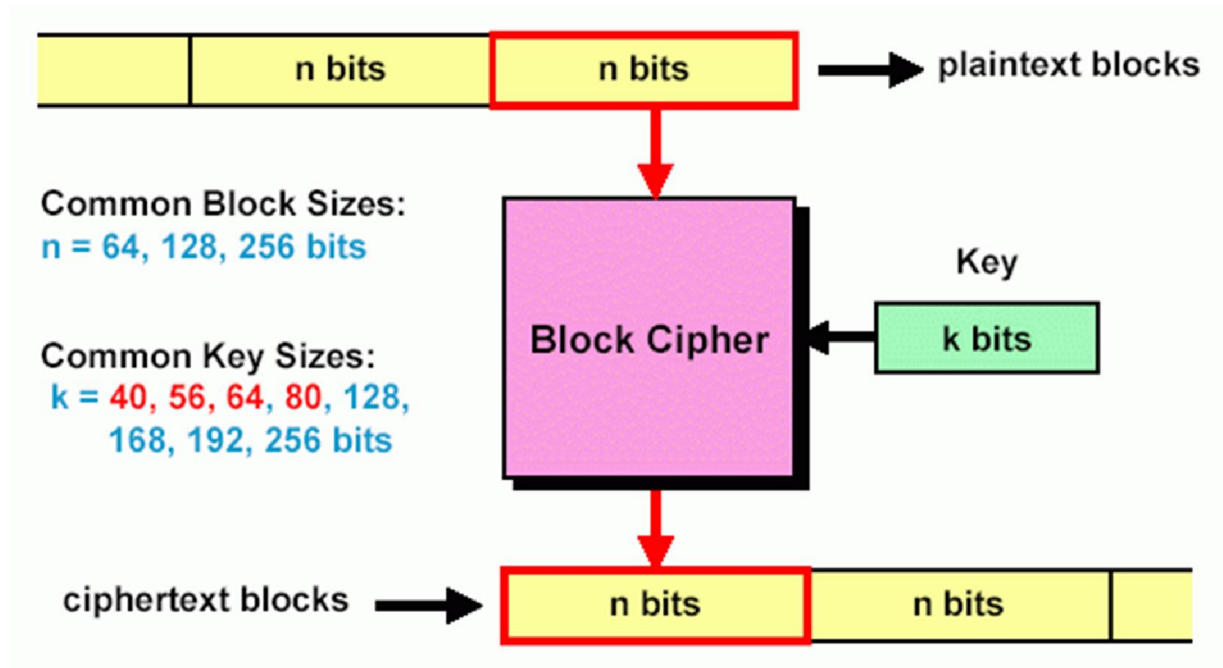 n bits
n bits
plaintext blocks
Common Block Sizes:
n = 64, 128, 256 bits
Key
Block Cipher
k bits
Common Key Sizes:
k = 40, 56, 64, 80, 128,
168, 192, 256 bits
ciphertext blocks
n bits
n bits